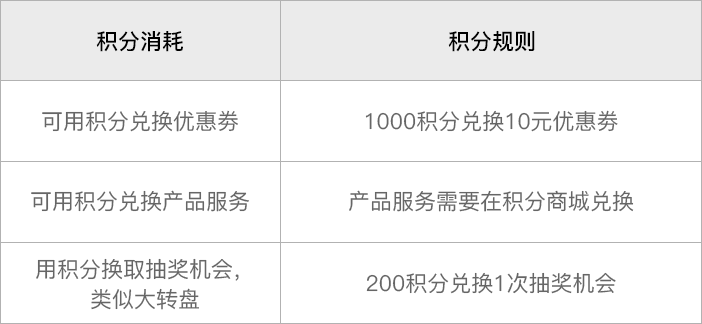 积分消耗
积分规则
可用积分兑换优惠券
1000积分兑换10元优惠券
可用积分兑换产品服务
产品服务需要在积分商城兑换
用积分换取抽奖机会，
类似大转盘
200积分兑换1次抽奖机会